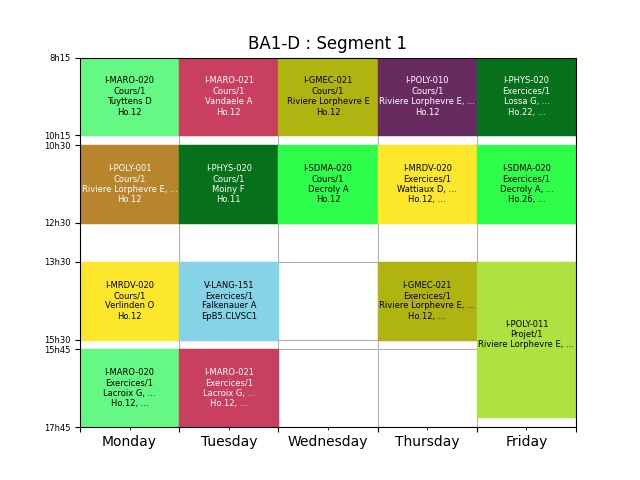 BA1-D : Segment 1
8h15
I-MARO-020
Cours/1
Tuyttens D
Ho.12
I-MARO-021
Cours/1
Vandaele A
Ho.12
I-GMEC-021
Cours/1
Riviere Lorphevre E
Ho.12
I-POLY-010
Cours/1
Riviere Lorphevre E, ...
Ho.12
I-PHYS-020
Exercices/1
Lossa G, ...
Ho.22, ...
10h15
10h30
I-POLY-001
Cours/1
Riviere Lorphevre E, ...
Ho.12
I-PHYS-020
Cours/1
Moiny F
Ho.11
I-SDMA-020
Cours/1
Decroly A
Ho.12
I-MRDV-020
Exercices/1
Wattiaux D, ...
Ho.12, ...
I-SDMA-020
Exercices/1
Decroly A, ...
Ho.26, ...
12h30
13h30
I-MRDV-020
Cours/1
Verlinden O
Ho.12
V-LANG-151
Exercices/1
Falkenauer A
EpB5.CLVSC1
I-GMEC-021
Exercices/1
Riviere Lorphevre E, ...
Ho.12, ...
I-POLY-011
Projet/1
Riviere Lorphevre E, ...
15h30
15h45
I-MARO-020
Exercices/1
Lacroix G, ...
Ho.12, ...
I-MARO-021
Exercices/1
Lacroix G, ...
Ho.12, ...
17h45
Monday
Tuesday
Wednesday
Thursday
Friday